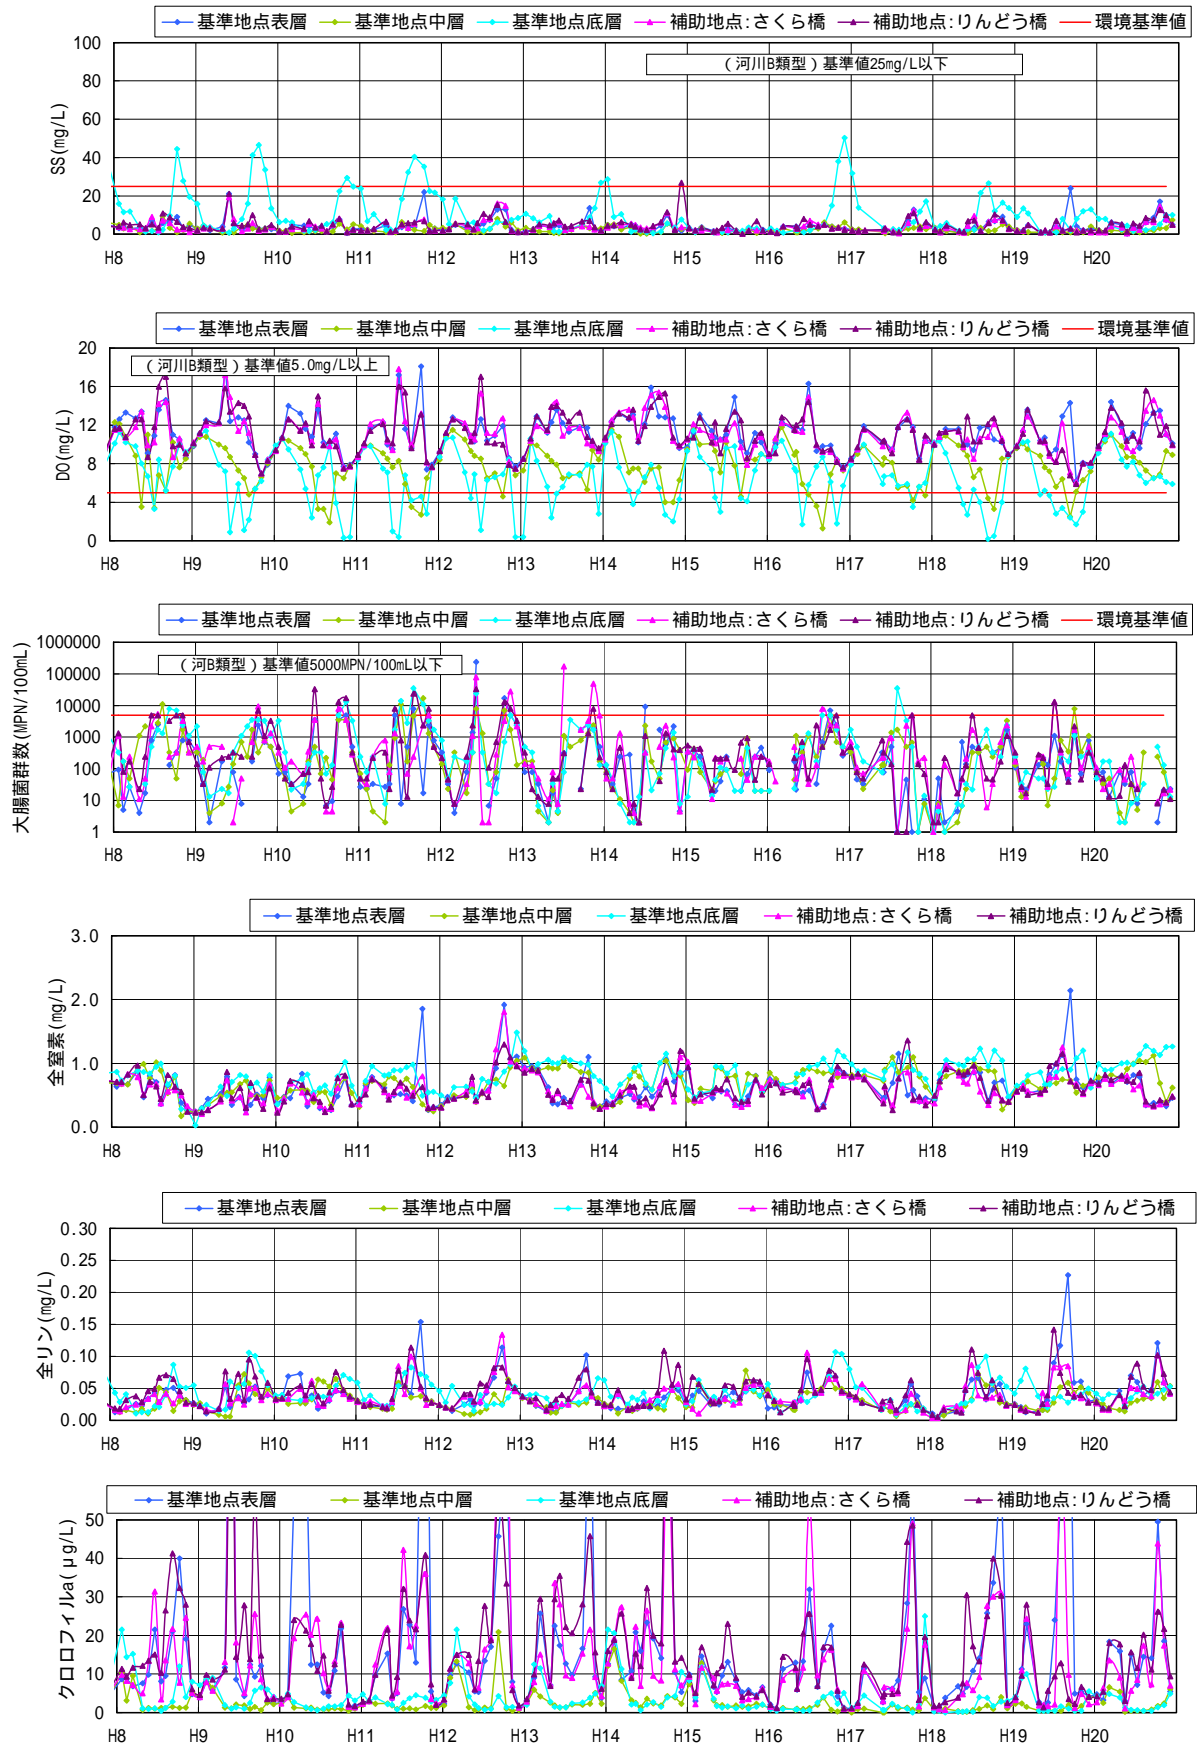 基準地点表層 基準地点中層 基準地点底層 補助地点:さくら橋 補助地点:りんどう橋 環境基準値
(河川B類型)基準値25mg/L以下
SS(mg/L)
100
80
60
40
20
0
H8 H9 H10 H11 H12 H13 H14 H15 H16 H17 H18 H19 H20
基準地点表層 基準地点中層 基準地点底層 補助地点:さくら橋 補助地点:りんどう橋 環境基準値
(河川B類型)基準値5.0mg/L以上
DO(mg/L)
20
16
12
8
4
0
H8 H9 H10 H11 H12 H13 H14 H15 H16 H17 H18 H19 H20
基準地点表層 基準地点中層 基準地点底層 補助地点:さくら橋 補助地点:りんどう橋 環境基準値
(河B類型)基準値5000MPN/100mL以下
大腸菌群数(MPN/100mL)
1000000
100000
10000
1000
100
10
1
H8 H9 H10 H11 H12 H13 H14 H15 H16 H17 H18 H19 H20
基準地点表層 基準地点中層 基準地点底層 補助地点:さくら橋 補助地点:りんどう橋
全窒素(mg/L)
3.0
2.0
1.0
0.0
H8 H9 H10 H11 H12 H13 H14 H15 H16 H17 H18 H19 H20
基準地点表層 基準地点中層 基準地点底層 補助地点:さくら橋 補助地点:りんどう橋
全リン(mg/L)
0.30
0.25
0.20
0.15
0.10
0.05
0.00
H8 H9 H10 H11 H12 H13 H14 H15 H16 H17 H18 H19 H20
基準地点表層 基準地点中層 基準地点底層 補助地点:さくら橋 補助地点:りんどう橋
クロロフィルa(μg/L)
50
40
30
20
10
0
H8 H9 H10 H11 H12 H13 H14 H15 H16 H17 H18 H19 H20